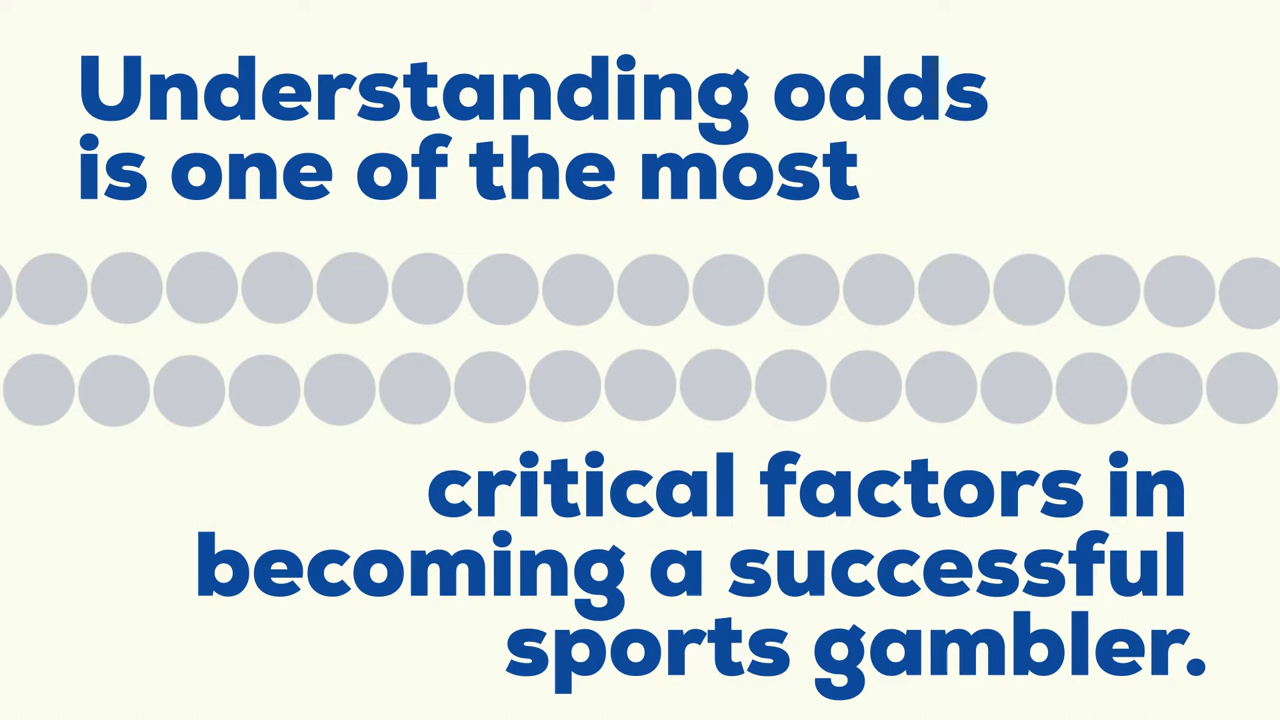 Understanding odds
is one of the most
critical factors in
becoming a successful
sports gambler.